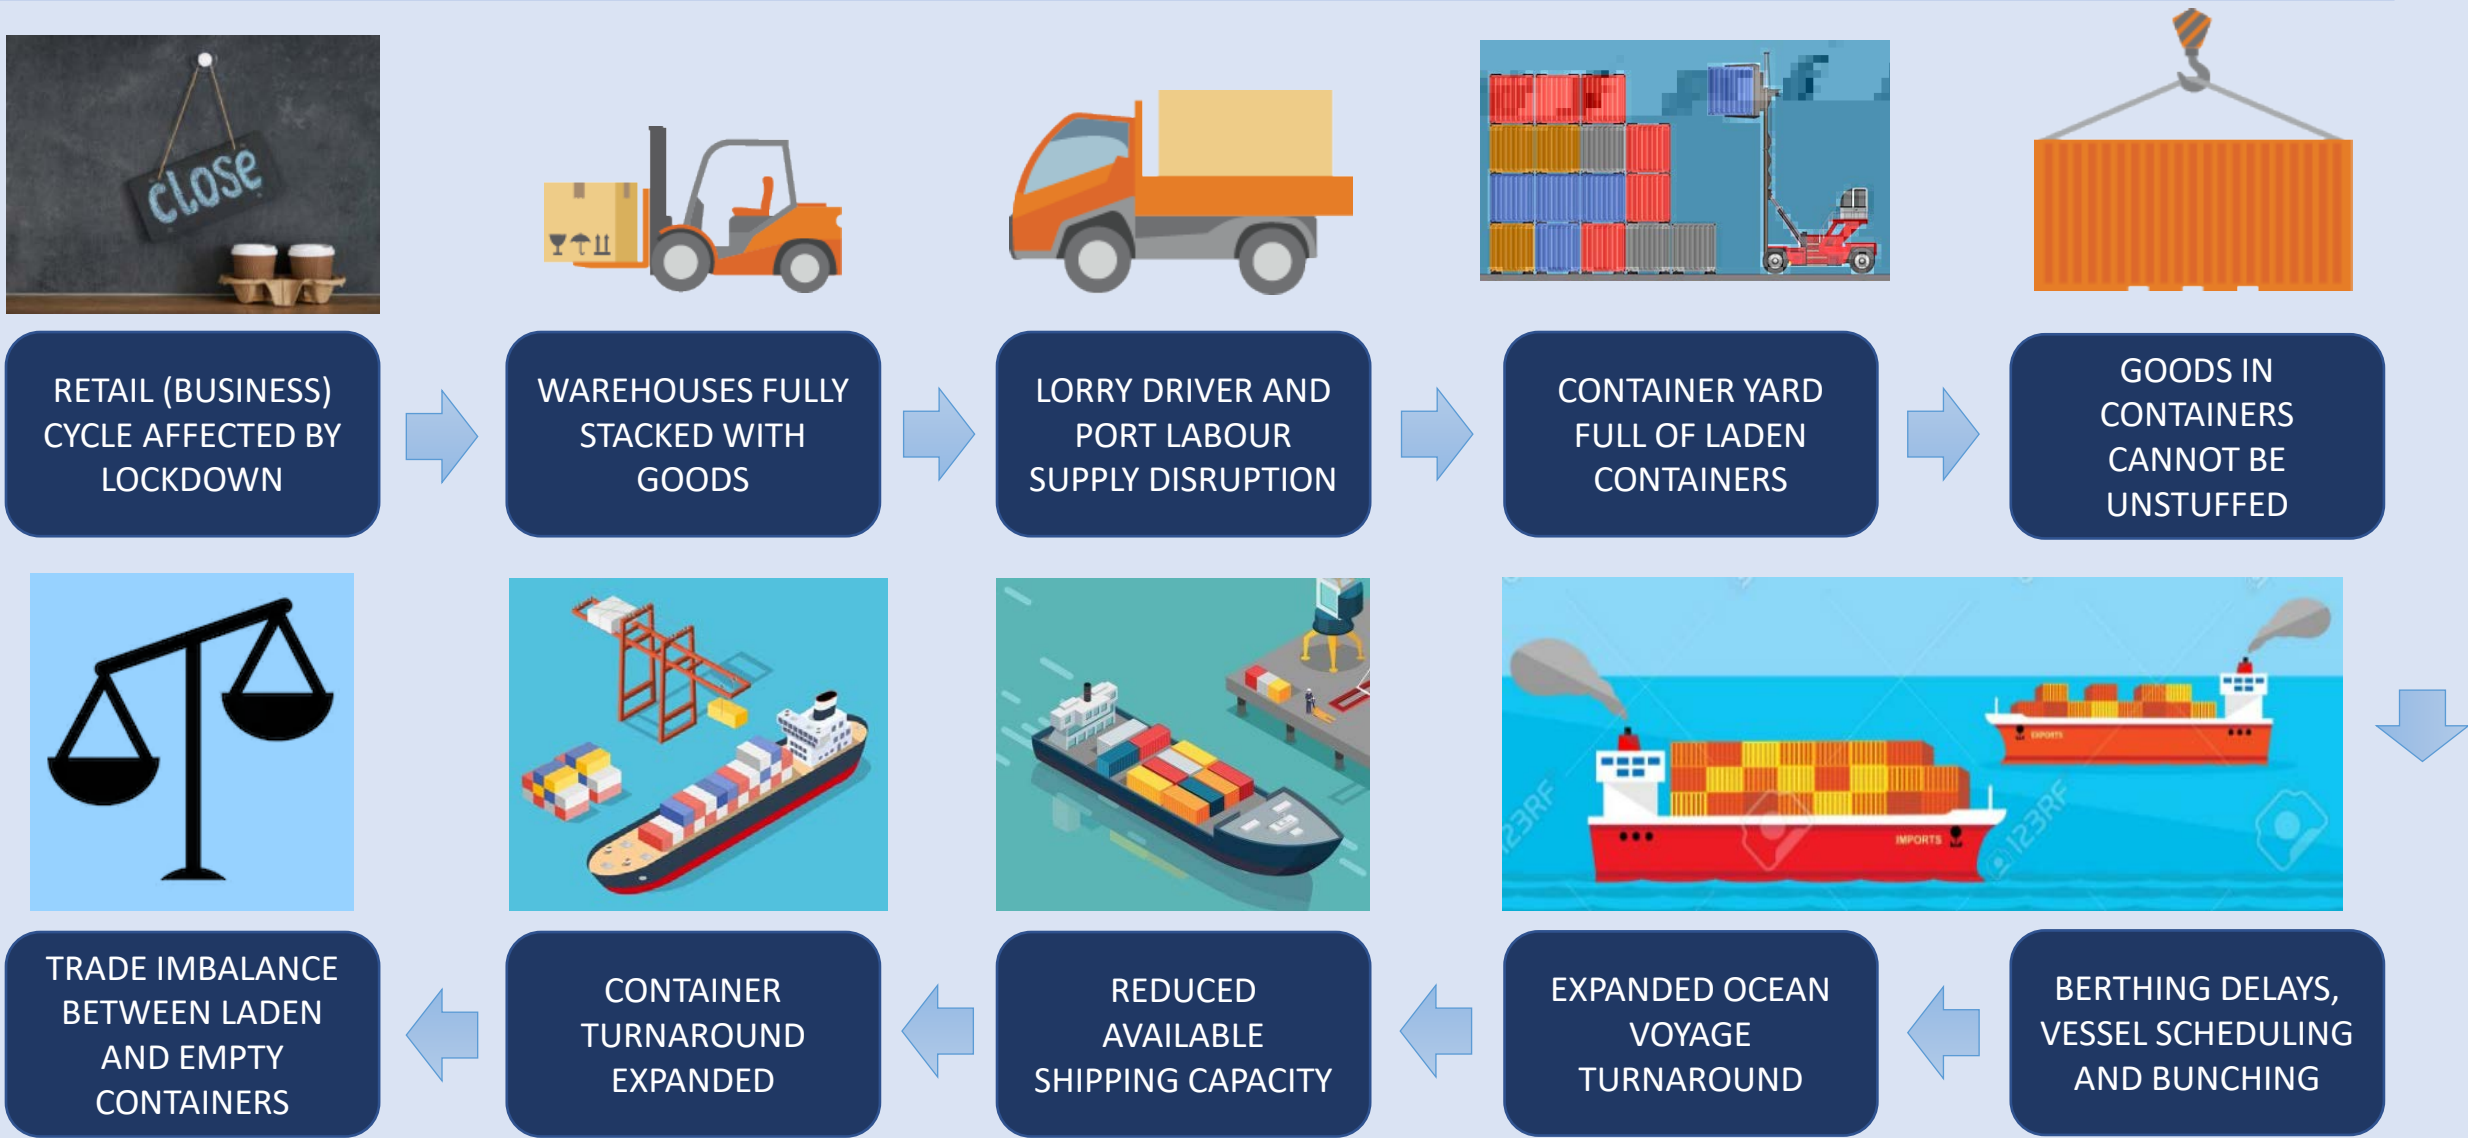 CLOSE
RETAIL (BUSINESS)
CYCLE AFFECTED BY
LOCKDOWN
WAREHOUSES FULLY
STACKED WITH
GOODS
LORRY DRIVER AND
PORT LABOUR
SUPPLY DISRUPTION
CONTAINER YARD
FULL OF LADEN
CONTAINERS
GOODS IN
CONTAINERS
CANNOT BE
UNSTUFFED
EXPORTS
IMPORTS
123RF
123RF
BERTHING DELAYS,
VESSEL SCHEDULING
AND BUNCHING
EXPANDED OCEAN
VOYAGE
TURNAROUND
REDUCED
AVAILABLE
SHIPPING CAPACITY
CONTAINER
TURNAROUND
EXPANDED
TRADE IMBALANCE
BETWEEN LADEN
AND EMPTY
CONTAINERS